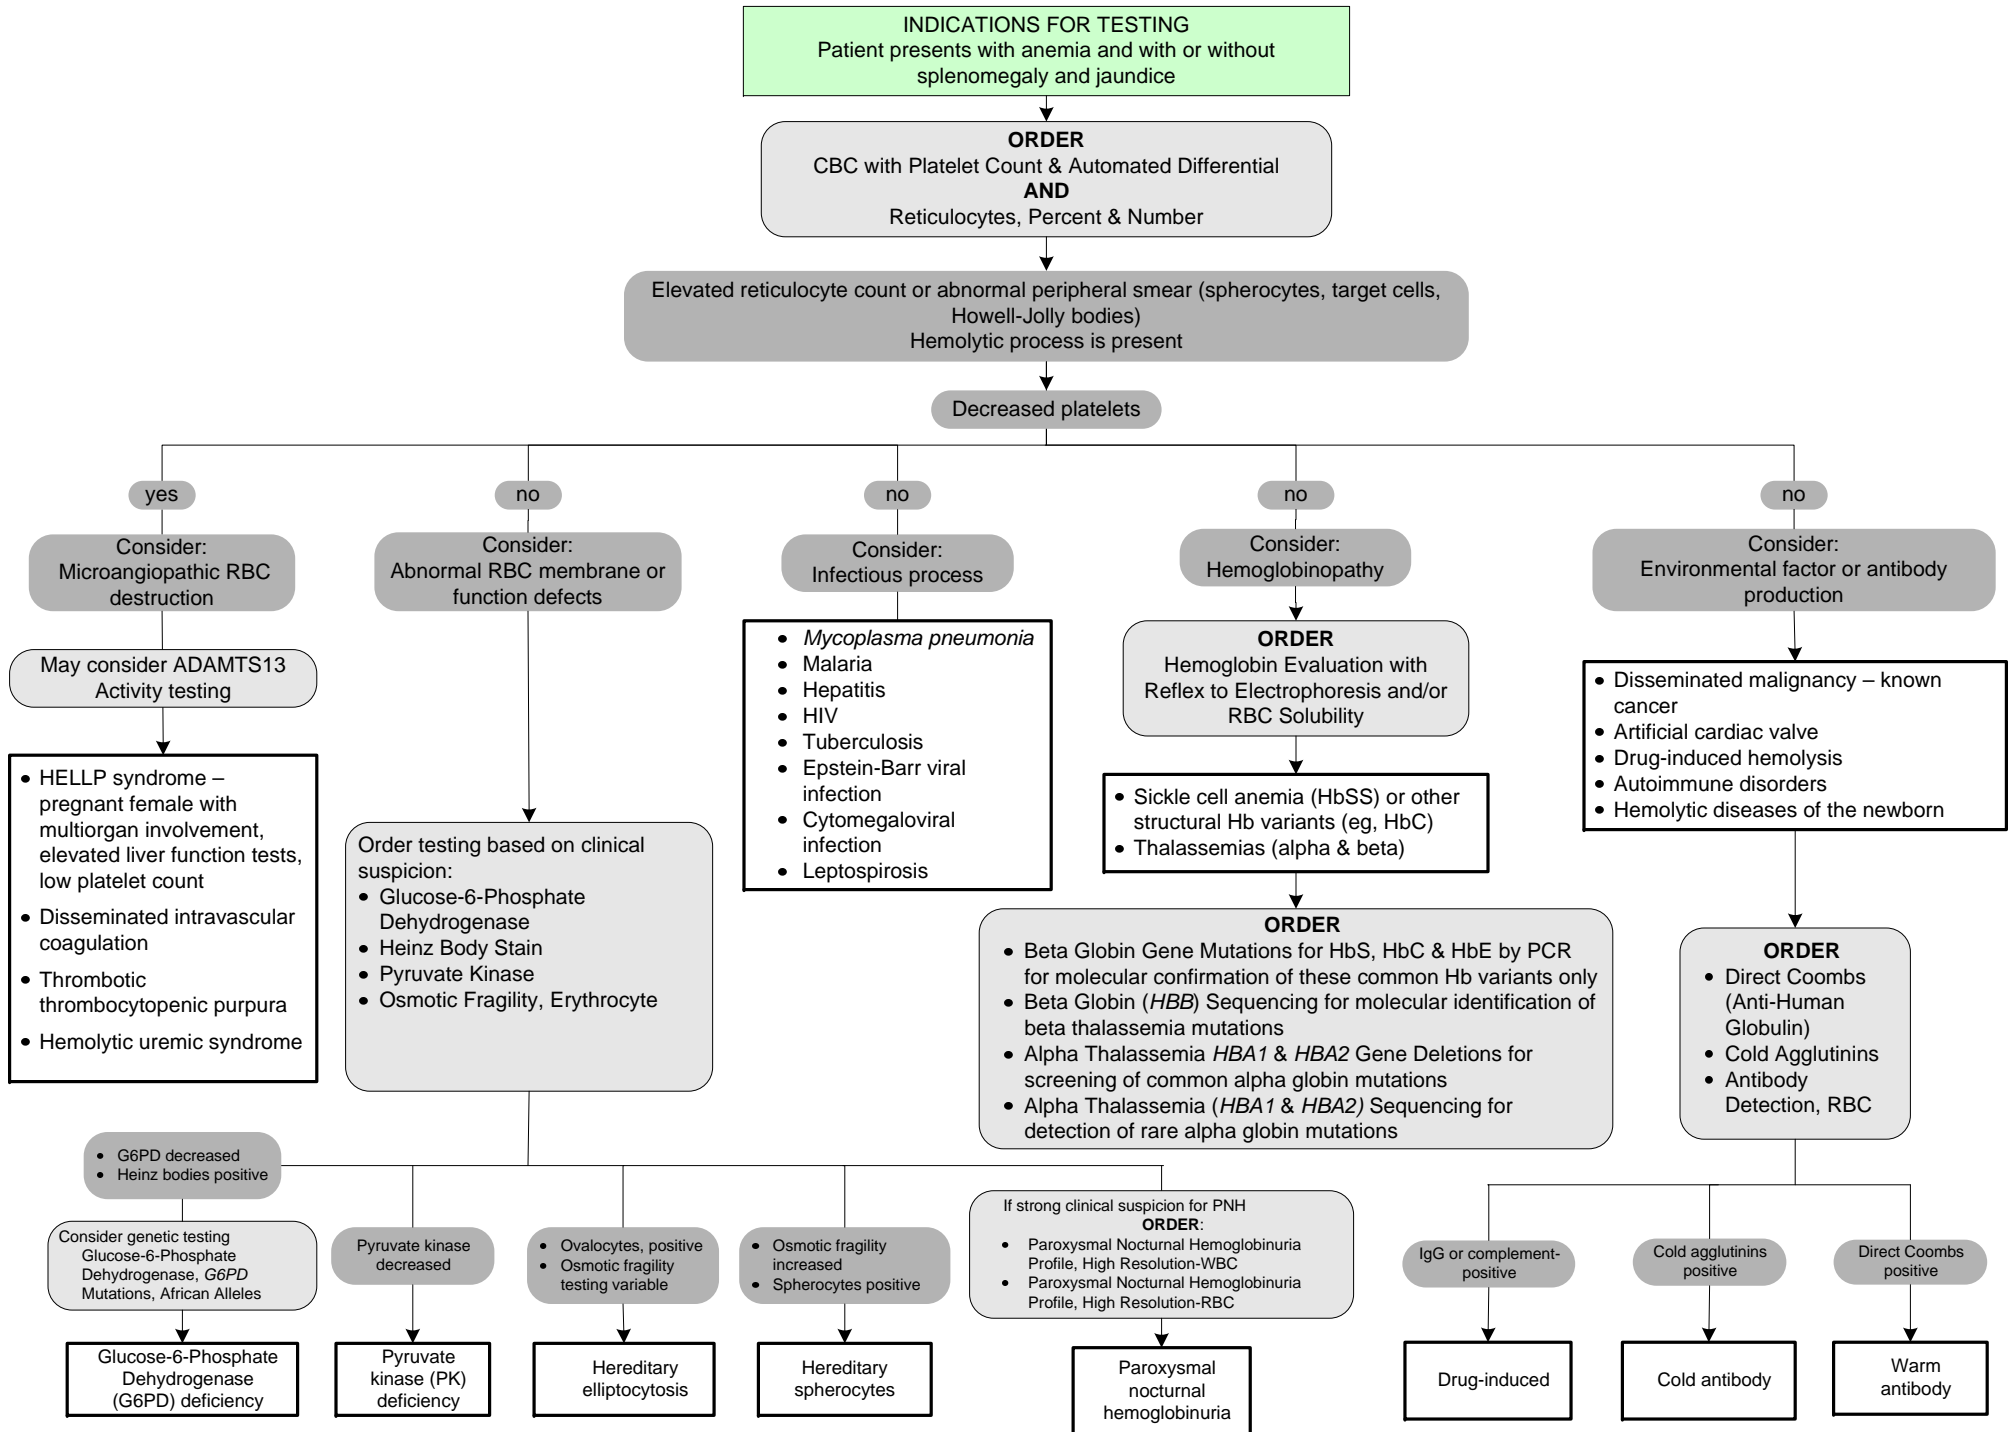 INDICATIONS FOR TESTING
Patient presents with anemia and with or without
splenomegaly and jaundice
ORDER
CBC with Platelet Count & Automated Differential
AND
Reticulocytes, Percent & Number
Elevated reticulocyte count or abnormal peripheral smear (spherocytes, target cells,
Howell-Jolly bodies)
Hemolytic process is present
Decreased platelets
yes
Consider:
Microangiopathic RBC
destruction
May consider ADAMTS13
Activity testing
• HELLP syndrome –
pregnant female with
multiorgan involvement,
elevated liver function tests,
low platelet count
• Disseminated intravascular
coagulation
• Thrombotic
thrombocytopenic purpura
• Hemolytic uremic syndrome
no
Consider:
Abnormal RBC membrane or
function defects
Order testing based on clinical
suspicion:
• Glucose-6-Phosphate
Dehydrogenase
• Heinz Body Stain
• Pyruvate Kinase
• Osmotic Fragility, Erythrocyte
• G6PD decreased
• Heinz bodies positive
Consider genetic testing
Glucose-6-Phosphate
Dehydrogenase, G6PD
Mutations, African Alleles
Glucose-6-Phosphate
Dehydrogenase
(G6PD) deficiency
Pyruvate kinase
decreased
Pyruvate
kinase (PK)
deficiency
• Ovalocytes, positive
• Osmotic fragility
testing variable
Hereditary
elliptocytosis
• Osmotic fragility
increased
• Spherocytes positive
Hereditary
spherocytes
If strong clinical suspicion for PNH
ORDER:
• Paroxysmal Nocturnal Hemoglobinuria
Profile, High Resolution-WBC
• Paroxysmal Nocturnal Hemoglobinuria
Profile, High Resolution-RBC
Paroxysmal
nocturnal
hemoglobinuria
no
Consider:
Infectious process
• Mycoplasma pneumonia
• Malaria
• Hepatitis
• HIV
• Tuberculosis
• Epstein-Barr viral
infection
• Cytomegaloviral
infection
• Leptospirosis
no
Consider:
Hemoglobinopathy
ORDER
Hemoglobin Evaluation with
Reflex to Electrophoresis and/or
RBC Solubility
• Sickle cell anemia (HbSS) or other
structural Hb variants (eg, HbC)
• Thalassemias (alpha & beta)
ORDER
• Beta Globin Gene Mutations for HbS, HbC & HbE by PCR
for molecular confirmation of these common Hb variants only
• Beta Globin (HBB) Sequencing for molecular identification of
beta thalassemia mutations
• Alpha Thalassemia HBA1 & HBA2 Gene Deletions for
screening of common alpha globin mutations
• Alpha Thalassemia (HBA1 & HBA2) Sequencing for
detection of rare alpha globin mutations
no
Consider:
Environmental factor or antibody
production
• Disseminated malignancy – known
cancer
• Artificial cardiac valve
• Drug-induced hemolysis
• Autoimmune disorders
• Hemolytic diseases of the newborn
ORDER
• Direct Coombs
(Anti-Human
Globulin)
• Cold Agglutinins
• Antibody
Detection, RBC
IgG or complement-
positive
Drug-induced
Cold agglutinins
positive
Cold antibody
Direct Coombs
positive
Warm
antibody